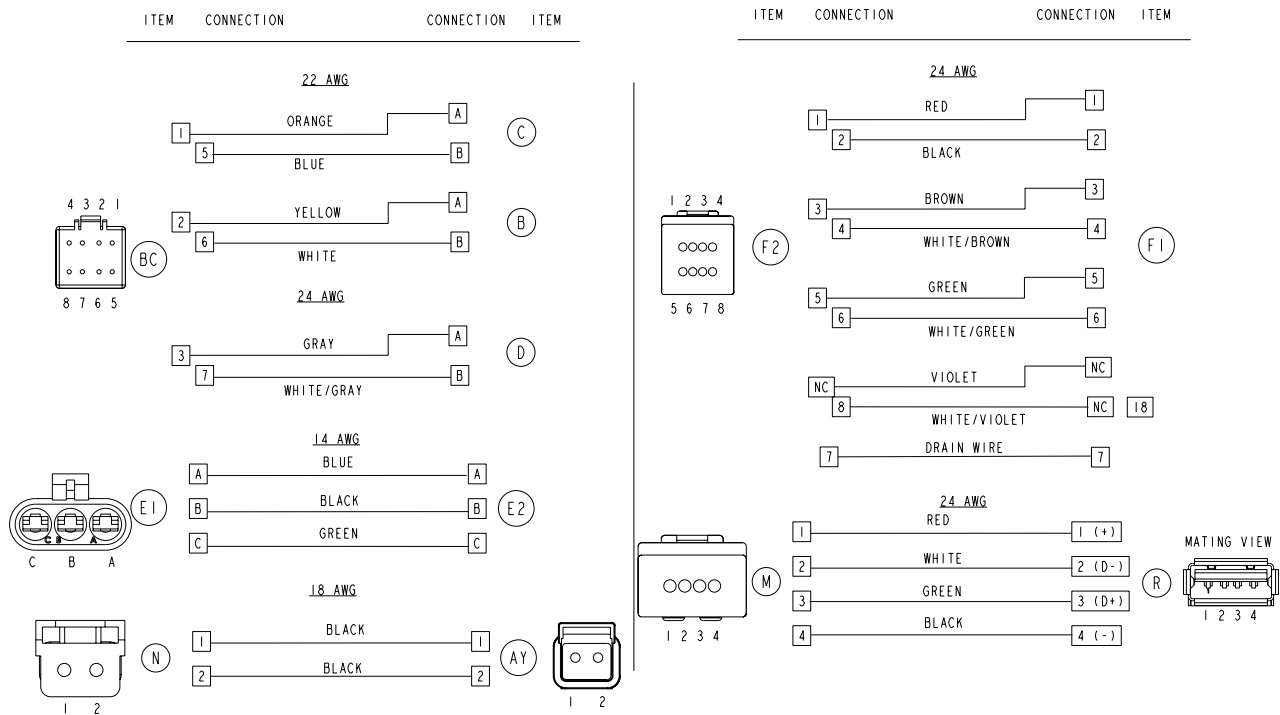 ITEM CONNECTION CONNECTION ITEM
22 AWG
ORANGE
A
1
C
5
B
BLUE
YELLOW
A
2
B
6
B
WHITE
4 3 2 1
BC
8 7 6 5
24 AWG
GRAY
A
3
D
7
B
WHITE/GRAY
14 AWG
BLUE
A A
BLACK
E1
B B
E2
GREEN
C C
C B A
C B A
18 AWG
BLACK
1 1
N
AY
BLACK
2 2
1 2
1 2
ITEM CONNECTION CONNECTION ITEM
24 AWG
RED
1
1
2 2
BLACK
BROWN
3
3
4 4
WHITE/BROWN
1 2 3 4
F2
F1
5 6 7 8
GREEN
5
5
6 6
WHITE/GREEN
VIOLET
NC
NC
8 NC 18
WHITE/VIOLET
DRAIN WIRE
7 7
24 AWG
RED
1 1 (+)
WHITE
2 2 (D-)
M
R
GREEN
3 3 (D+)
BLACK
4 4 (-)
1 2 3 4
MATING VIEW
1 2 3 4